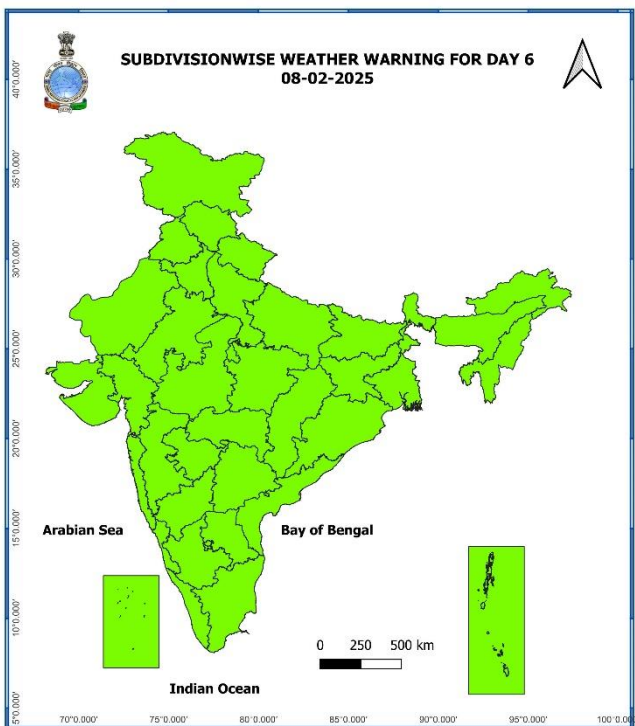 SUBDIVISIONWISE WEATHER WARNING FOR DAY 6
08-02-2025
40°0.000'
35°0.000'
30°0.000'
25°0.000'
20°0.000'
15°0.000'
10°0.000'
5°0.000'
Arabian Sea
Bay of Bengal
0 250 500 km
Indian Ocean
70°0.000' 75°0.000' 80°0.000' 85°0.000' 90°0.000' 95°0.000' 100°0.0